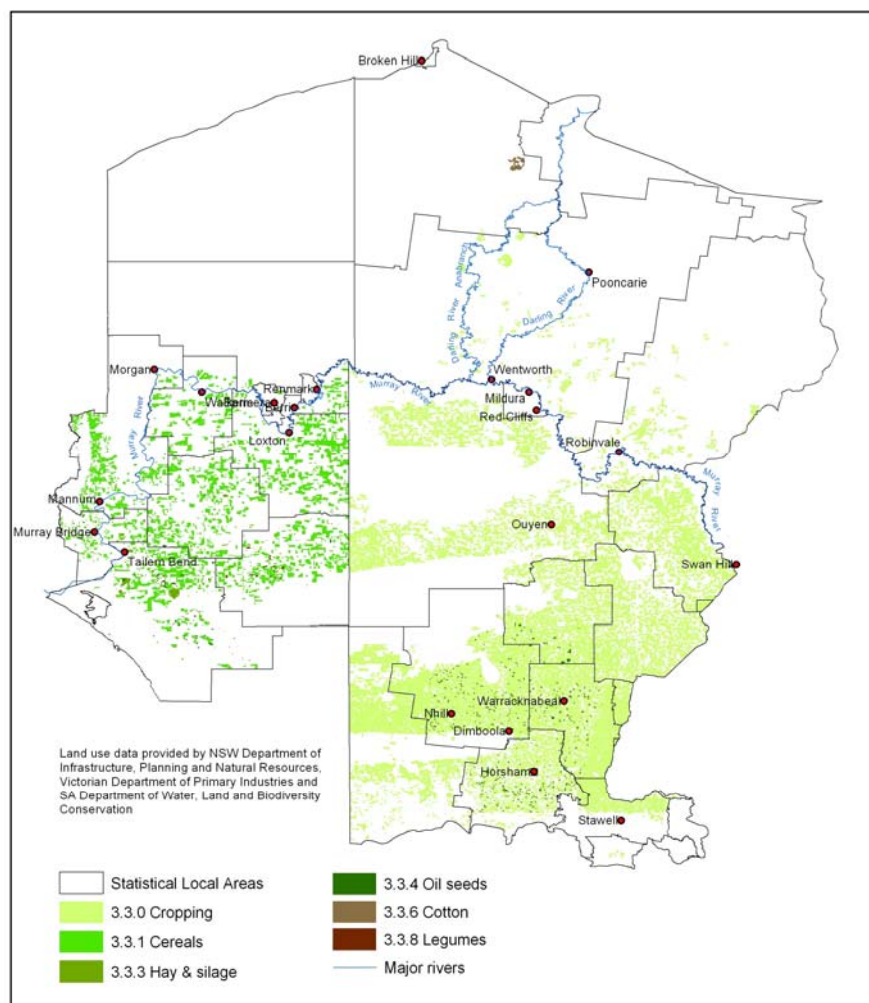 Broken Hill
Pooncarie
Darling River Anabranch
Darling River
Wentworth
Morgan
Renmark
Murray River
Mildura
Red Cliffs
Barmera
Berri
Loxton
Murray River
Robinvale
Mannum
Murray River
Murray Bridge
Ouyen
Tailem Bend
Swan Hill
Nhill
Warracknabeal
Dimboola
Horsham
Stawell
Land use data provided by NSW Department of
Infrastructure, Planning and Natural Resources,
Victorian Department of Primary Industries and
SA Department of Water, Land and Biodiversity
Conservation
Statistical Local Areas
3.3.0 Cropping
3.3.1 Cereals
3.3.3 Hay & silage
3.3.4 Oil seeds
3.3.6 Cotton
3.3.8 Legumes
Major rivers